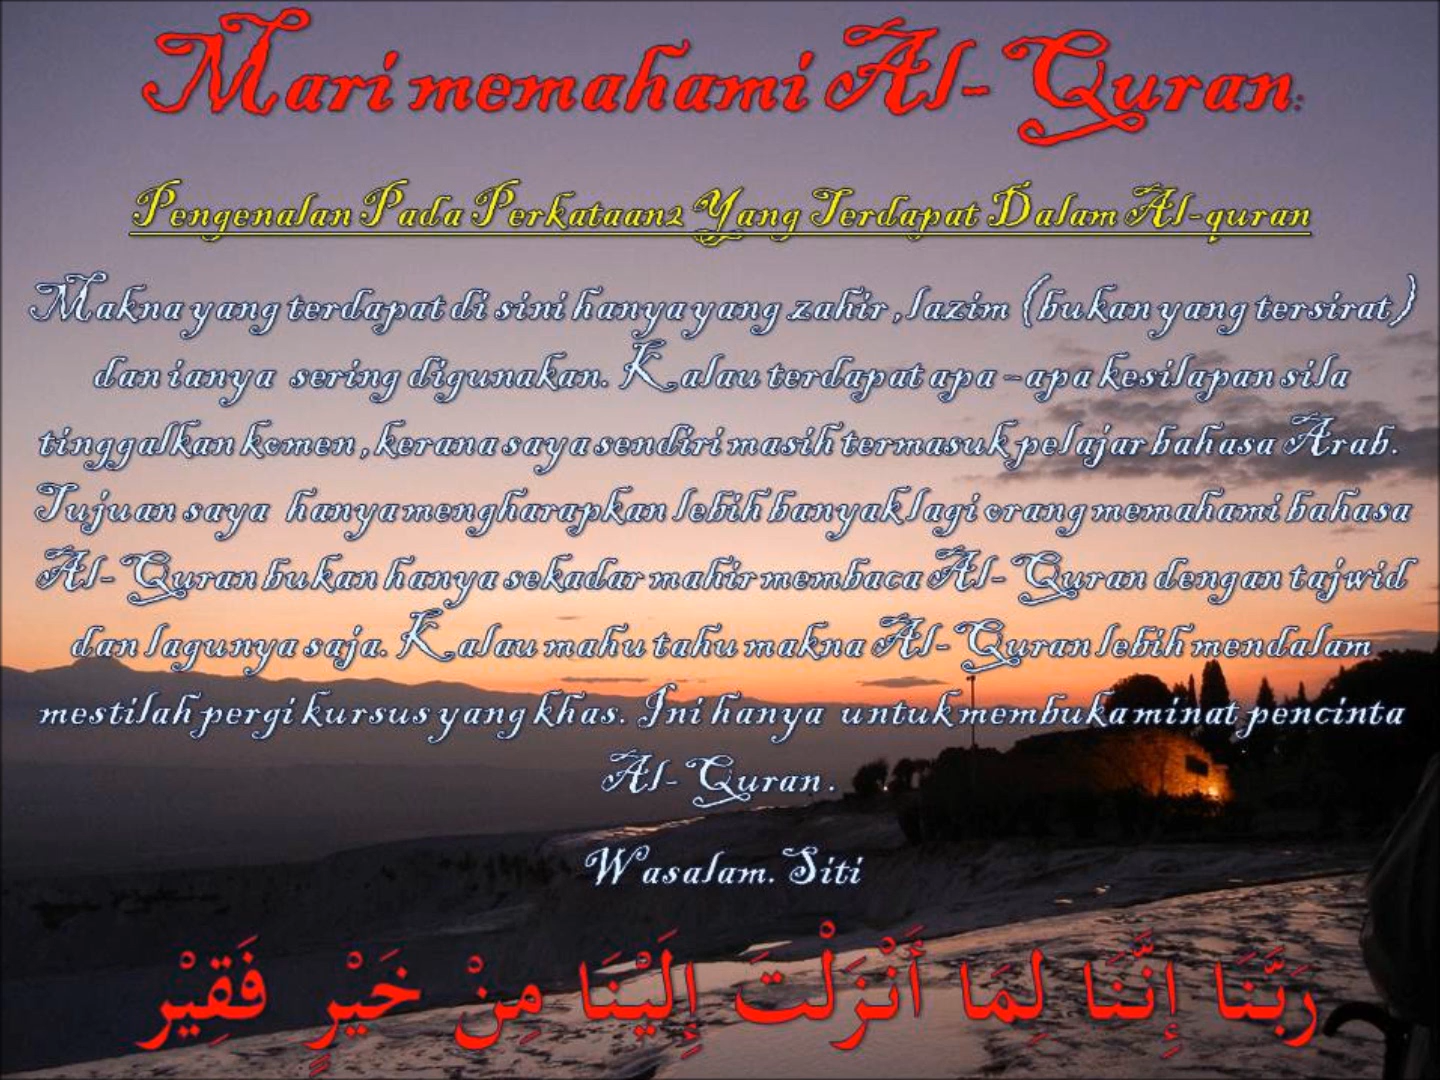 Mari memahami Al-Quran:
Pengenalan Pada Perkataan2 Yang Terdapat Dalam Al-quran
Makna yang terdapat di sini hanya yang zahir , lazim (bukan yang tersirat)
dan ianya sering digunakan. Kalau terdapat apa –apa kesilapan sila
tinggalkan komen , kerana saya sendiri masih termasuk pelajar bahasa Arab.
Tujuan saya hanya mengharapkan lebih banyak lagi orang memahami bahasa
Al-Quran bukan hanya sekadar mahir membaca Al-Quran dengan tajwid
dan lagunya saja. Kalau mahu tahu makna Al-Quran lebih mendalam
mestilah pergi kursus yang khas. Ini hanya untuk membuka minat pencinta
Al-Quran .
Wasalam. Siti
رَبَّنَا إِنَّنَا لِمَا أَنْزَلْتَ إِلَيْنَا مِنْ خَيْرٍ فَقِيْر